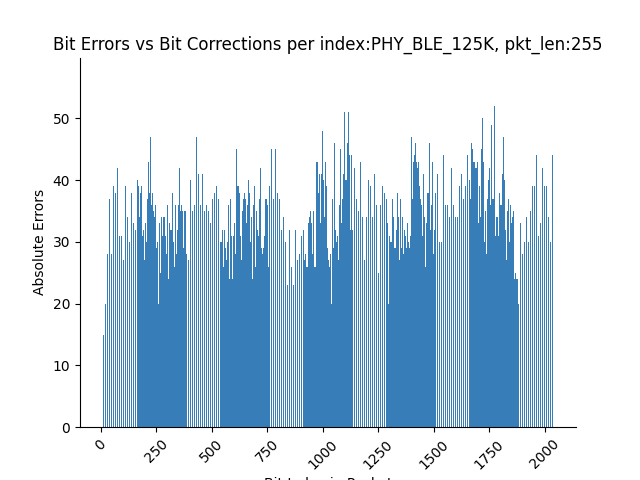 Bit Errors vs Bit Corrections per index:PHY_BLE_125K, pkt_len:255
Absolute Errors
50
40
30
20
10
0
0 250 500 750 1000 1250 1500 1750 2000